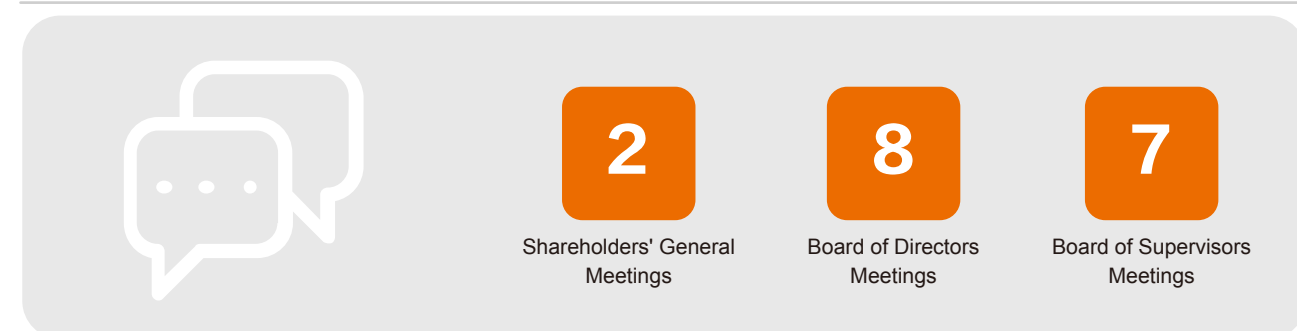 2
Shareholders' General
Meetings
8
Board of Directors
Meetings
7
Board of Supervisors
Meetings